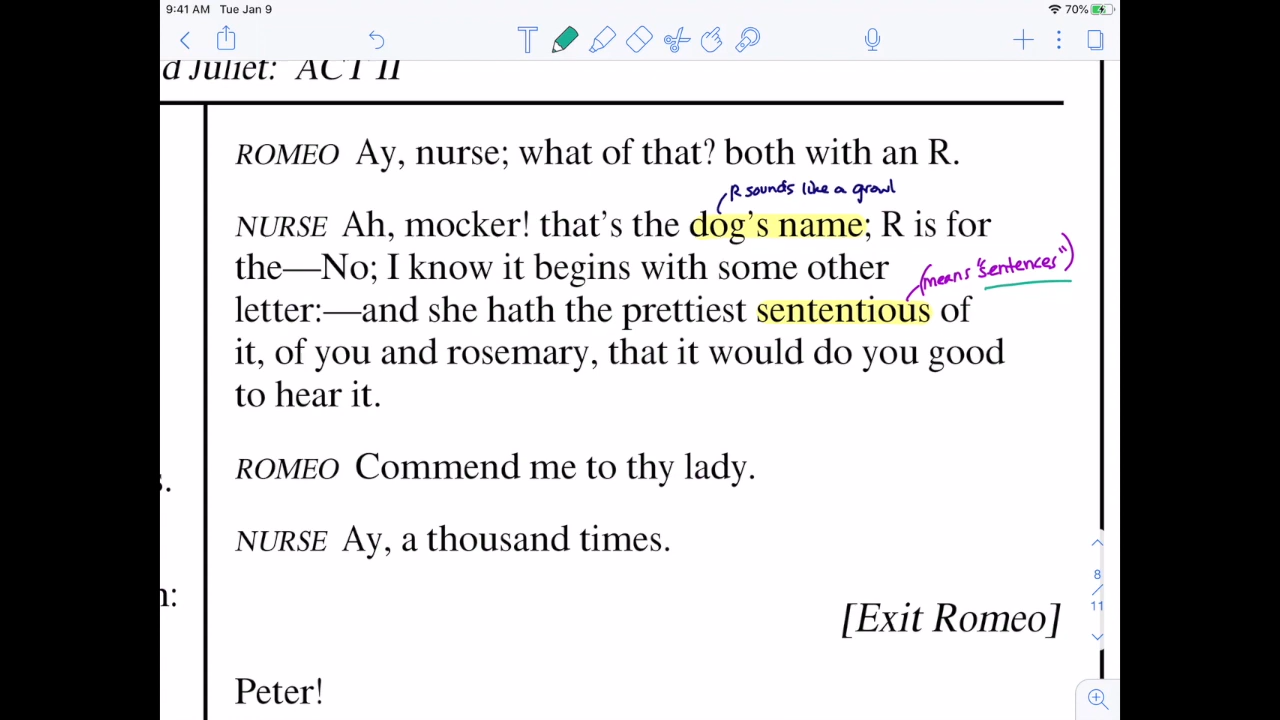 9:41 AM Tue Jan 9
70%
T
d Juliet: ACT II
ROMEO Ay, nurse; what of that? both with an R.
R sounds like a growl
NURSE Ah, mocker! that's the dog's name; R is for
the—No; I know it begins with some other
(means "sentences")
letter:—and she hath the prettiest sententious of
it, of you and rosemary, that it would do you good
to hear it.
ROMEO Commend me to thy lady.
s.
NURSE Ay, a thousand times.
n:
8
/
11
[Exit Romeo]
Peter!